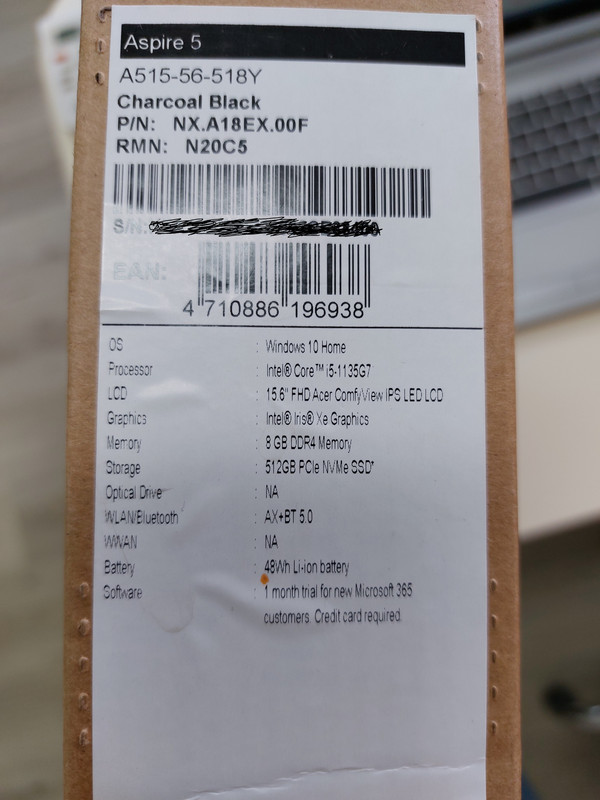 Aspire 5
A515-56-518Y
Charcoal Black
P/N: NX.A18EX.00F
RMN: N20C5
S/N:
EAN:
4 710886 196938
OS : Windows 10 Home
Processor : Intel® Core™ i5-1135G7
LCD : 15.6" FHD Acer ComfyView IPS LED LCD
Graphics : Intel® Iris® Xe Graphics
Memory : 8 GB DDR4 Memory
Storage : 512GB PCIe NVMe SSD*
Optical Drive : NA
WLAN/Bluetooth : AX+BT 5.0
WWAN : NA
Battery : 48Wh Li-ion battery
Software : 1 month trial for new Microsoft 365
customers. Credit card required.